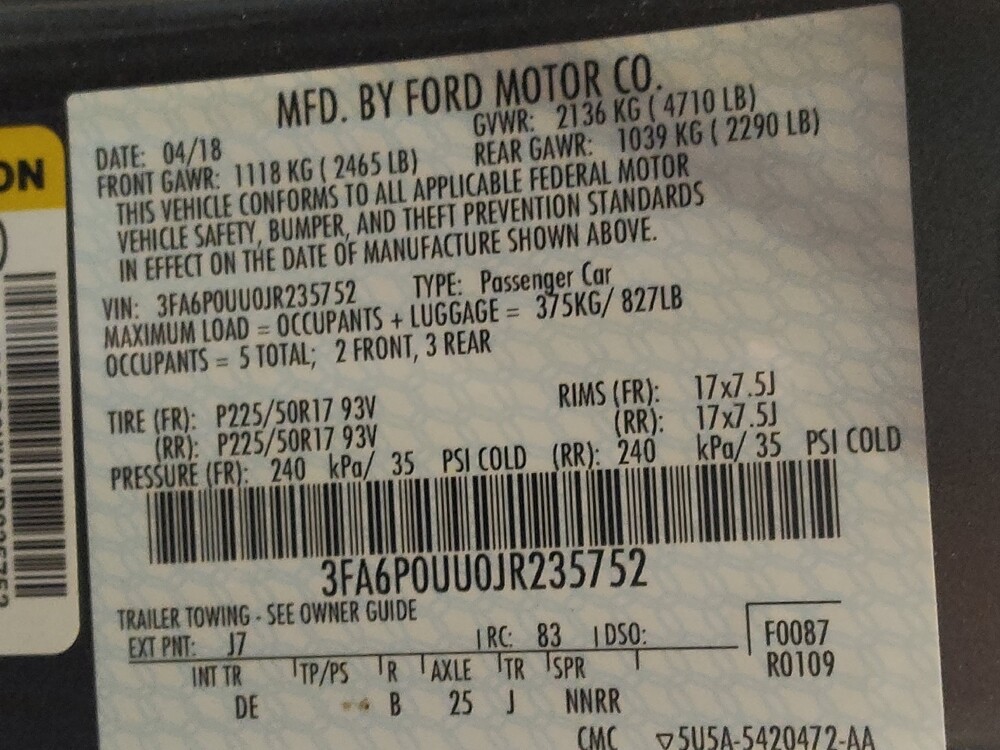 MFD. BY FORD MOTOR CO.
DATE: 04/18 GVWR: 2136 KG ( 4710 LB)
FRONT GAWR: 1118 KG ( 2465 LB) REAR GAWR: 1039 KG ( 2290 LB)
THIS VEHICLE CONFORMS TO ALL APPLICABLE FEDERAL MOTOR
VEHICLE SAFETY, BUMPER, AND THEFT PREVENTION STANDARDS
IN EFFECT ON THE DATE OF MANUFACTURE SHOWN ABOVE.
VIN: 3FA6P0UU0JR235752 TYPE: Passenger Car
MAXIMUM LOAD = OCCUPANTS + LUGGAGE = 375KG/ 827LB
OCCUPANTS = 5 TOTAL; 2 FRONT, 3 REAR
TIRE (FR): P225/50R17 93V RIMS (FR): 17x7.5J
(RR): P225/50R17 93V (RR): 17x7.5J
PRESSURE (FR): 240 kPa/ 35 PSI COLD (RR): 240 kPa/ 35 PSI COLD
3FA6P0UU0JR235752
TRAILER TOWING - SEE OWNER GUIDE
EXT PNT: J7 RC: 83 DSO: F0087
R0109
INT TR TP/PS R AXLE TR SPR
DE B 25 J NNRR
CMC ▽5U5A-5420472-AA
ON